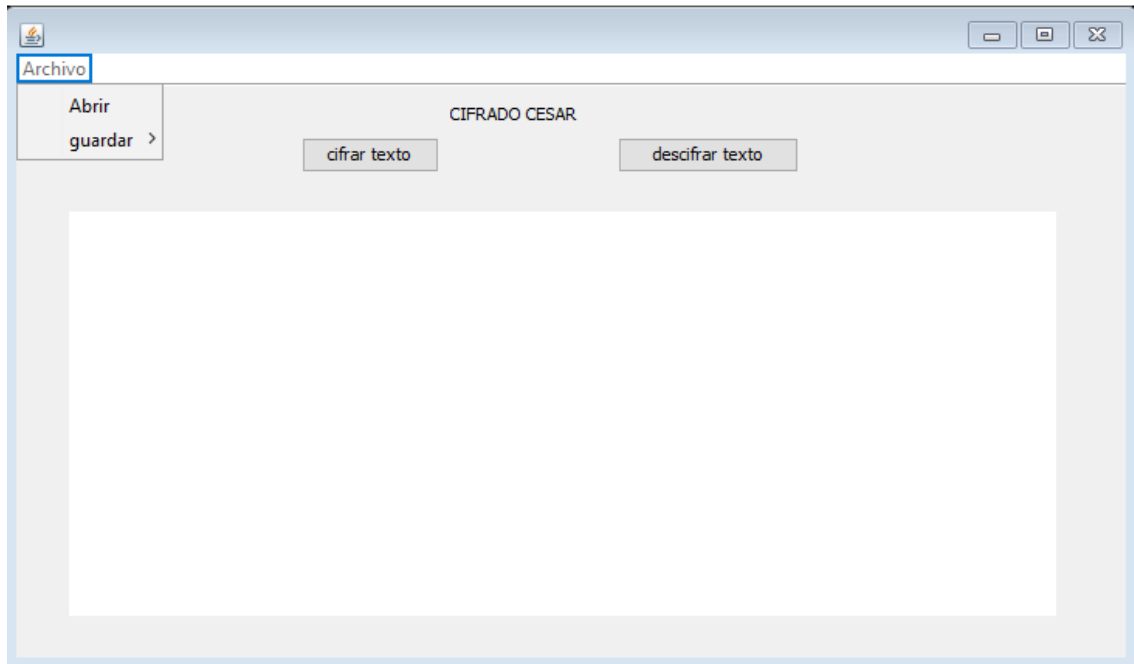 Archivo
Abrir
guardar >
CIFRADO CESAR
cifrar texto
descifrar texto